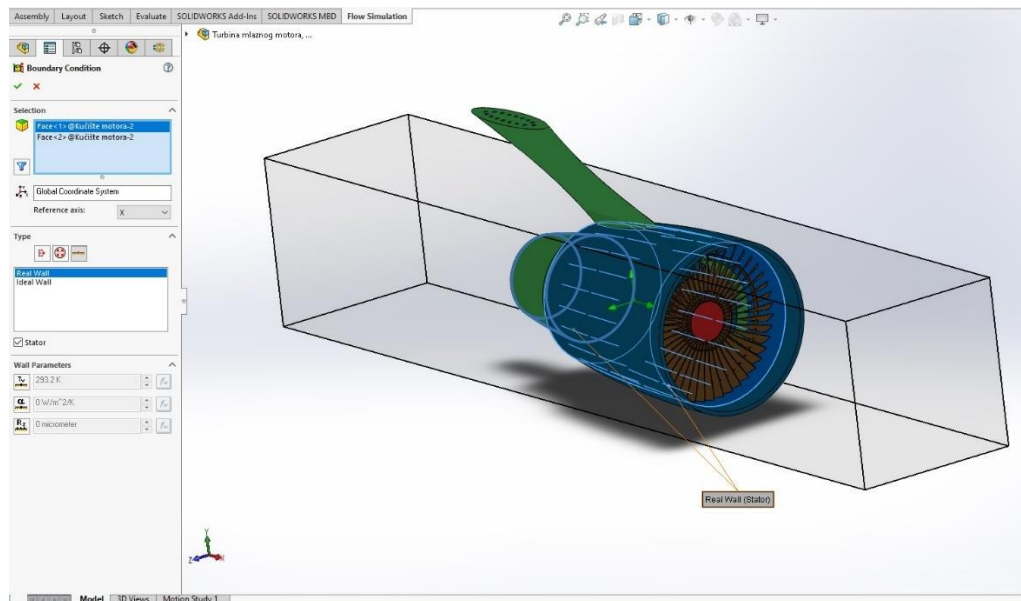 Assembly Layout Sketch Evaluate SOLIDWORKS Add-Ins SOLIDWORKS MBD Flow Simulation
Turbina mlaznog motora, ...
Boundary Condition
Selection
Face<1>@Kućište motora-2
Face<2>@Kućište motora-2
Global Coordinate System
Reference axis: X
Type
Real Wall
Ideal Wall
Stator
Wall Parameters
293.2 K
0 W/m^2/K
0 micrometer
Real Wall (Stator)
Y
Z X
Model 3D Views Motion Study 1